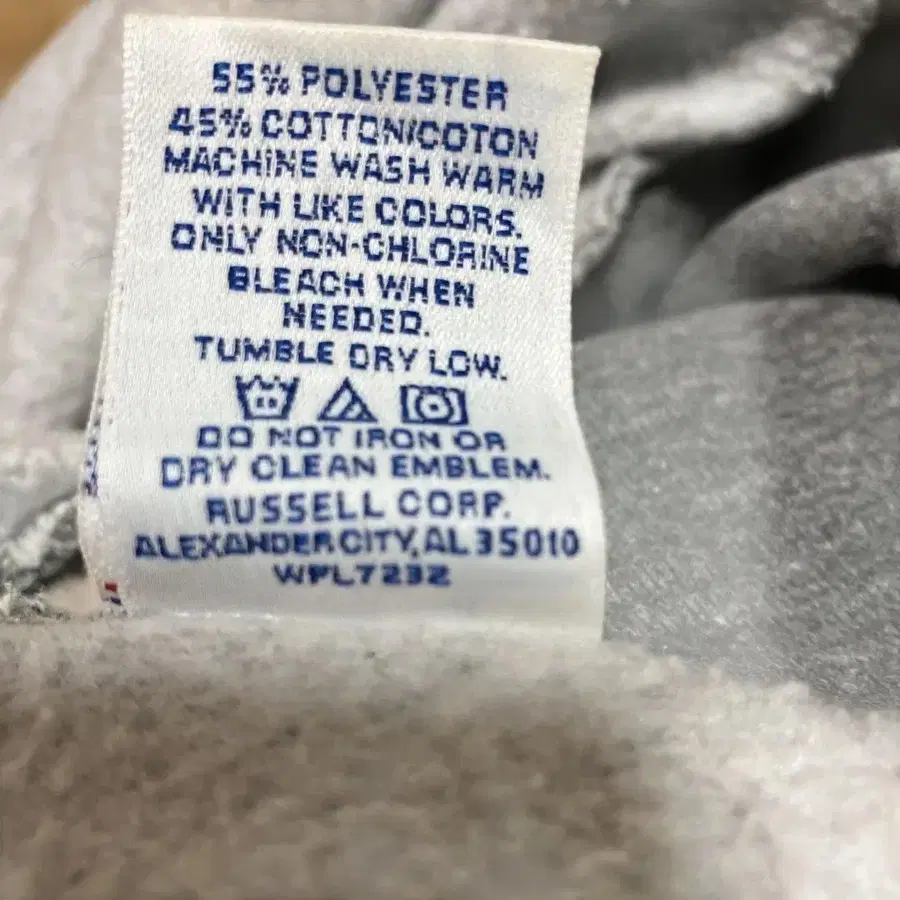 55% POLYESTER
45% COTTON/COTON
MACHINE WASH WARM
WITH LIKE COLORS.
ONLY NON-CHLORINE
BLEACH WHEN
NEEDED.
TUMBLE DRY LOW.
DO NOT IRON OR
DRY CLEAN EMBLEM.
RUSSELL CORP.
ALEXANDER CITY, AL 35010
WPL7232